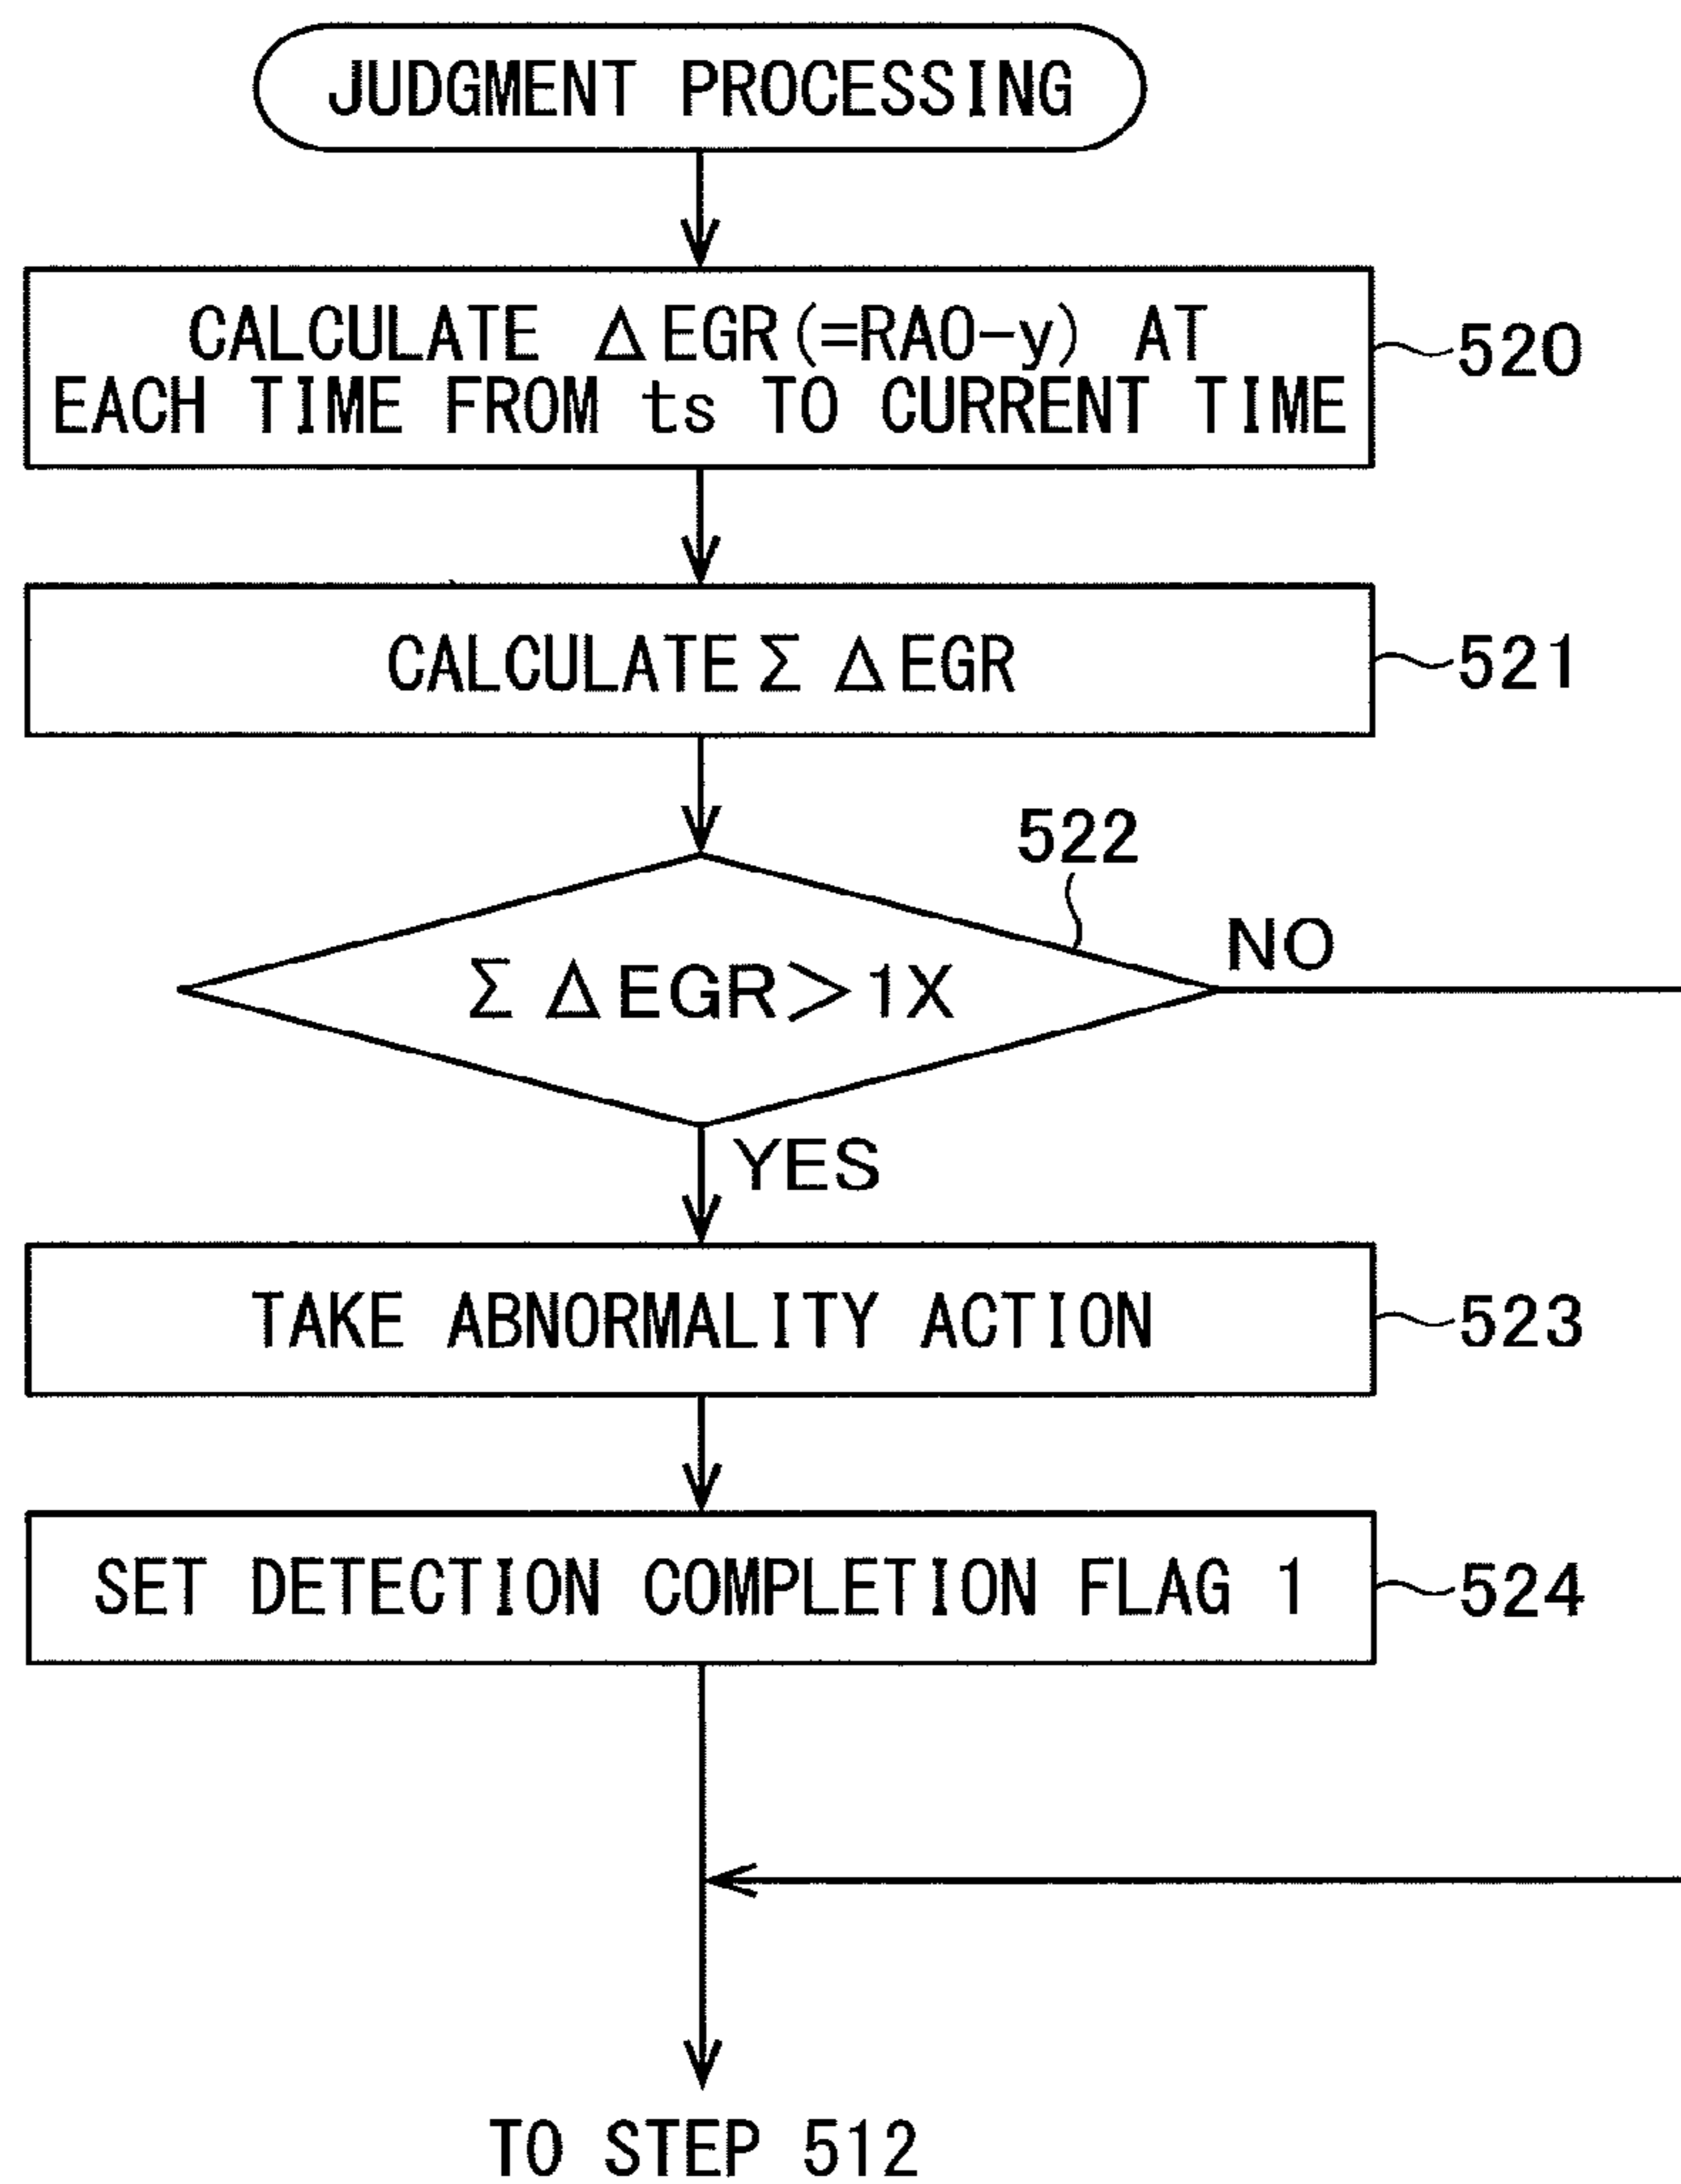 JUDGMENT PROCESSING
CALCULATE ΔEGR(=RAO-y) AT
EACH TIME FROM ts TO CURRENT TIME
520
CALCULATE Σ ΔEGR
521
522
Σ ΔEGR>1X
NO
YES
TAKE ABNORMALITY ACTION
523
SET DETECTION COMPLETION FLAG 1
524
TO STEP 512